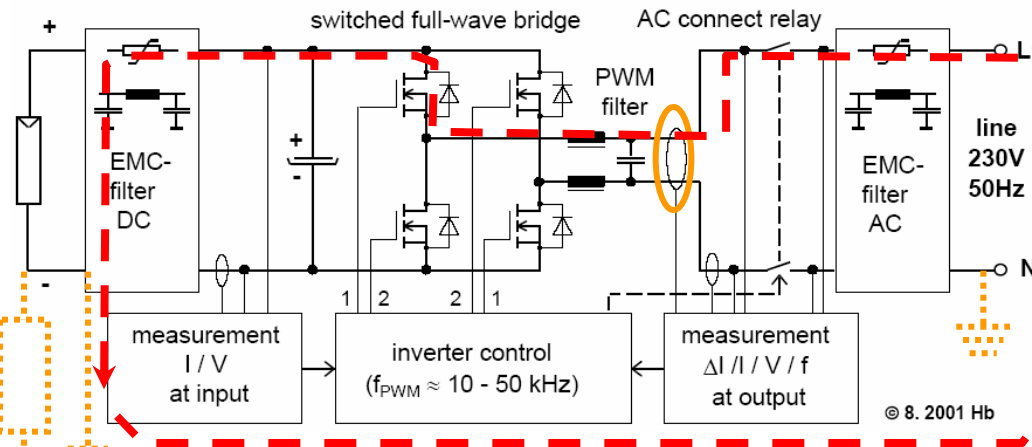 switched full-wave bridge
AC connect relay
+
L
PWM
filter
line
230V
50Hz
+
-
EMC-
filter
DC
EMC-
filter
AC
-
N
1 2 2 1
measurement
I / V
at input
inverter control
(fPWM ≈ 10 - 50 kHz)
measurement
ΔI /I / V / f
at output
© 8. 2001 Hb